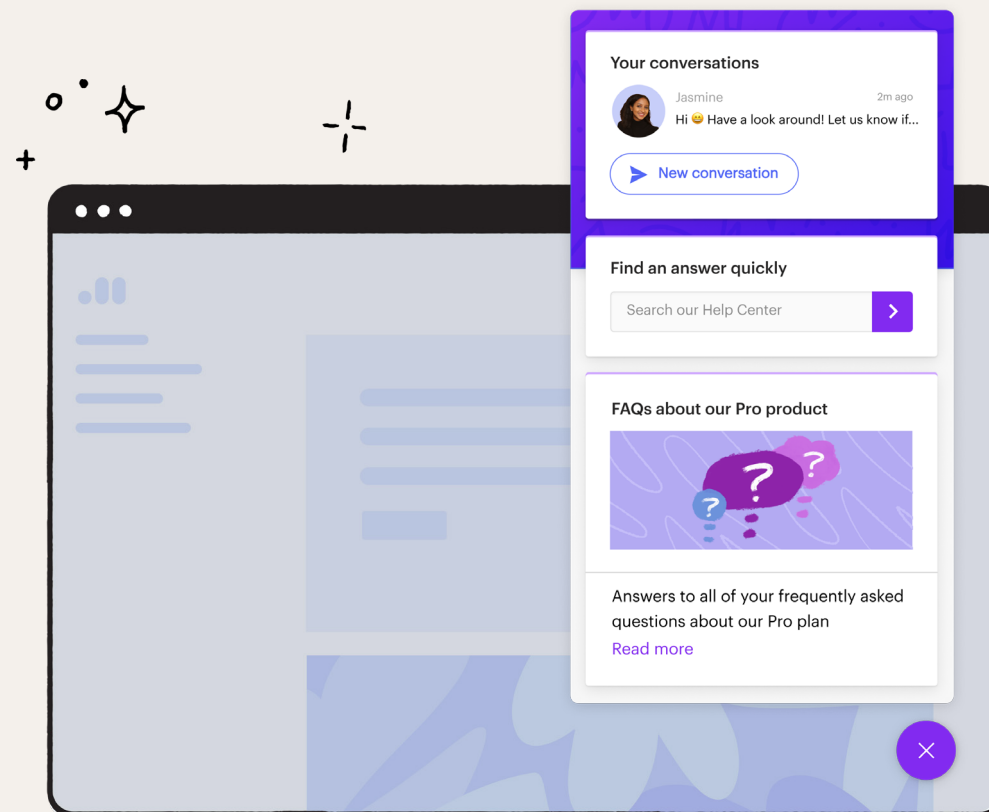 Your conversations
Jasmine 2m ago
Hi 😀 Have a look around! Let us know if...
New conversation
Find an answer quickly
Search our Help Center
FAQs about our Pro product
? ? ?
Answers to all of your frequently asked
questions about our Pro plan
Read more